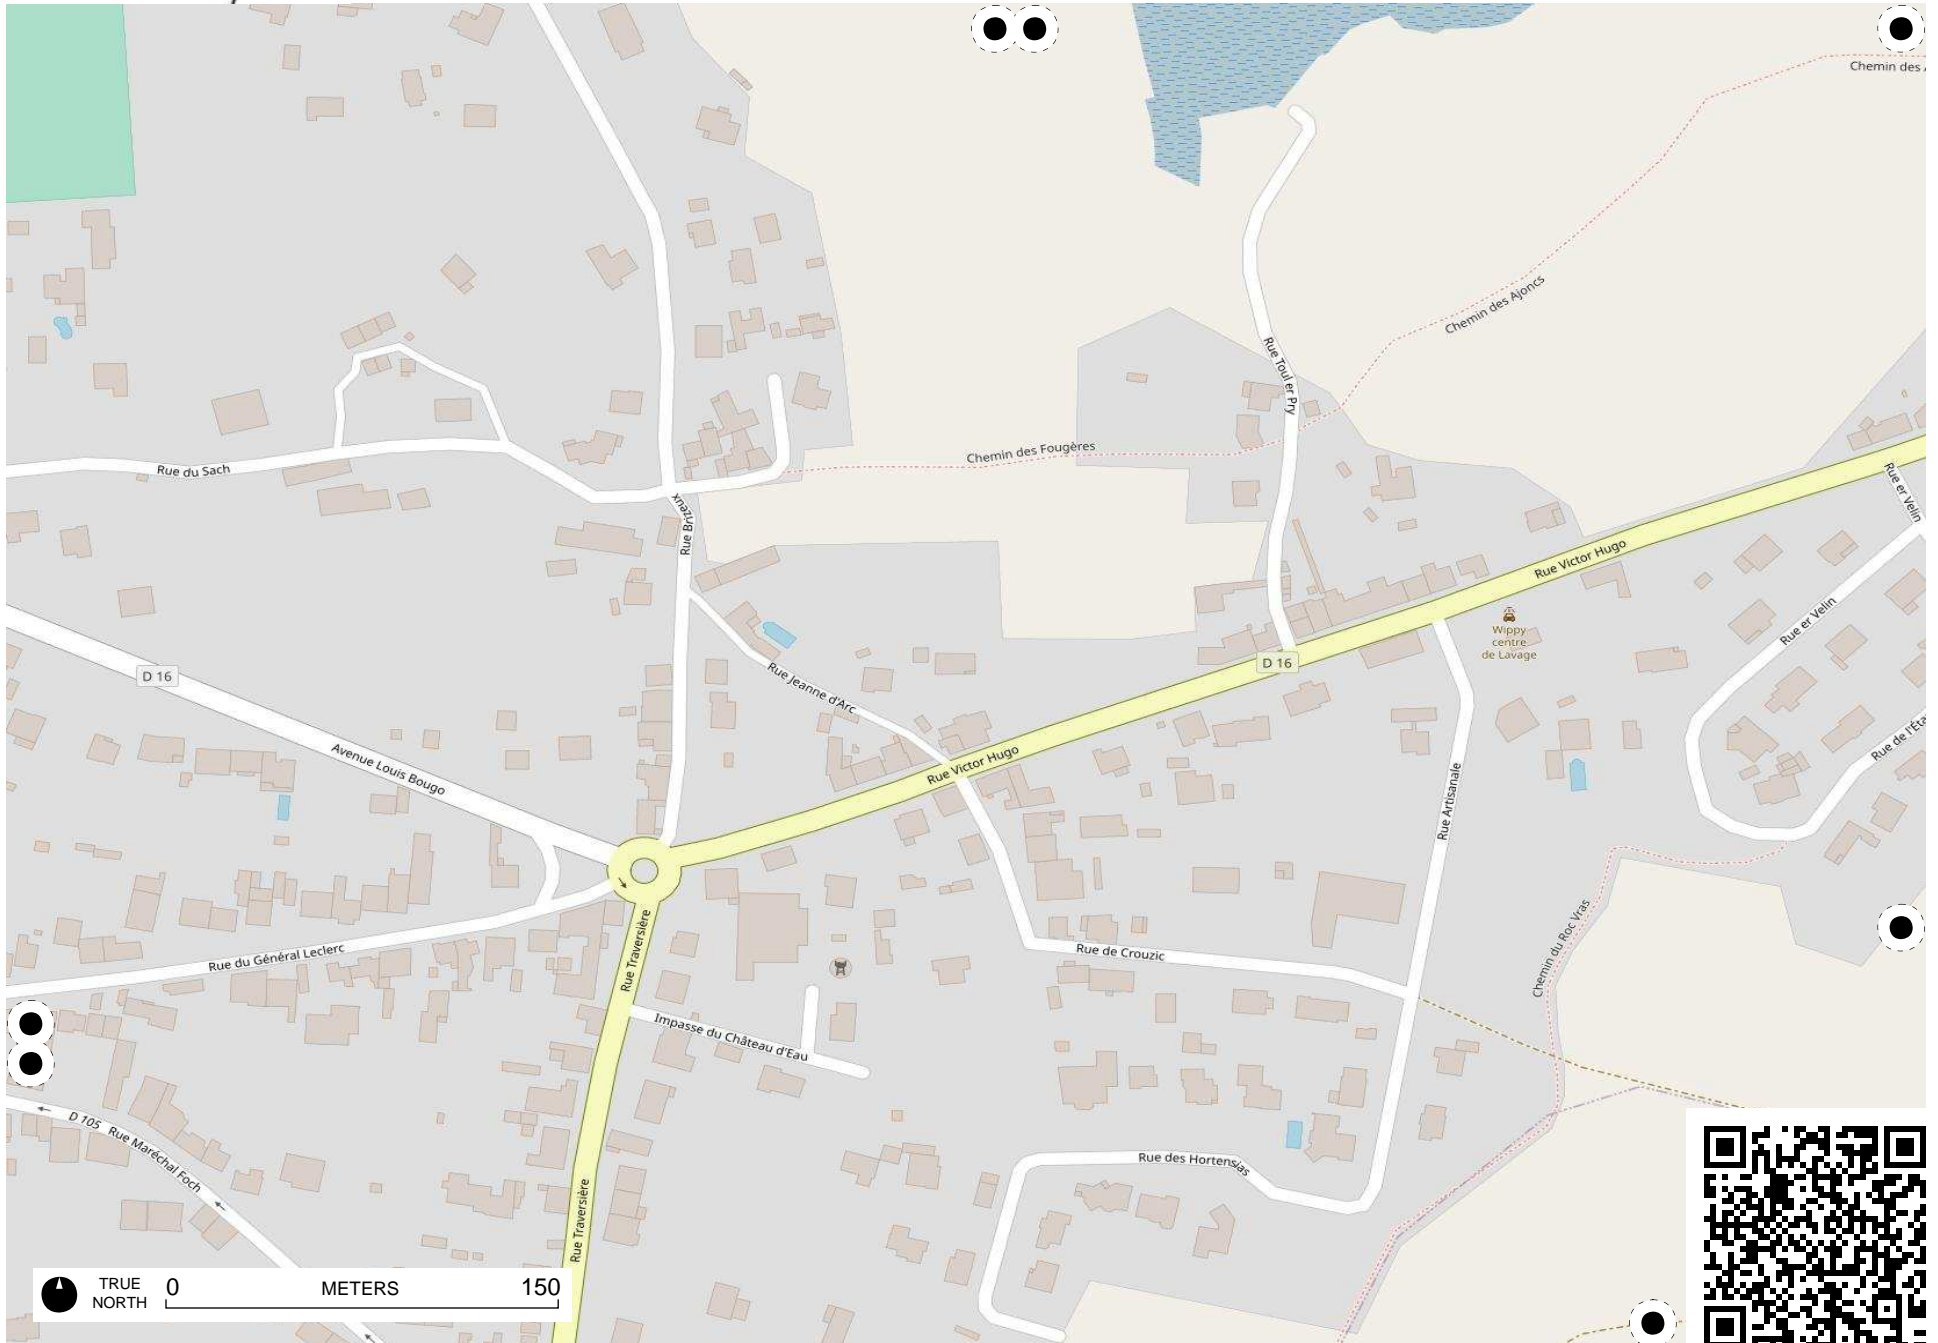 Chemin des
Chemin des Ajoncs
Rue Toul er Pry
Chemin des Fougères
Rue du Sach
Rue Brizeux
Rue er Velin
Rue Victor Hugo
Wippy
centre
de Lavage
Rue er Velin
D 16
D 16
Rue Jeanne d'Arc
Rue de l'Éta
Avenue Louis Bougo
Rue Victor Hugo
Rue Artisanale
Rue du Général Leclerc
Rue Traversière
Rue de Crouzic
Chemin du Roc Vras
Impasse du Château d'Eau
D 105 Rue Maréchal Foch
Rue des Hortensias
Rue Traversière
TRUE
NORTH
0 METERS 150